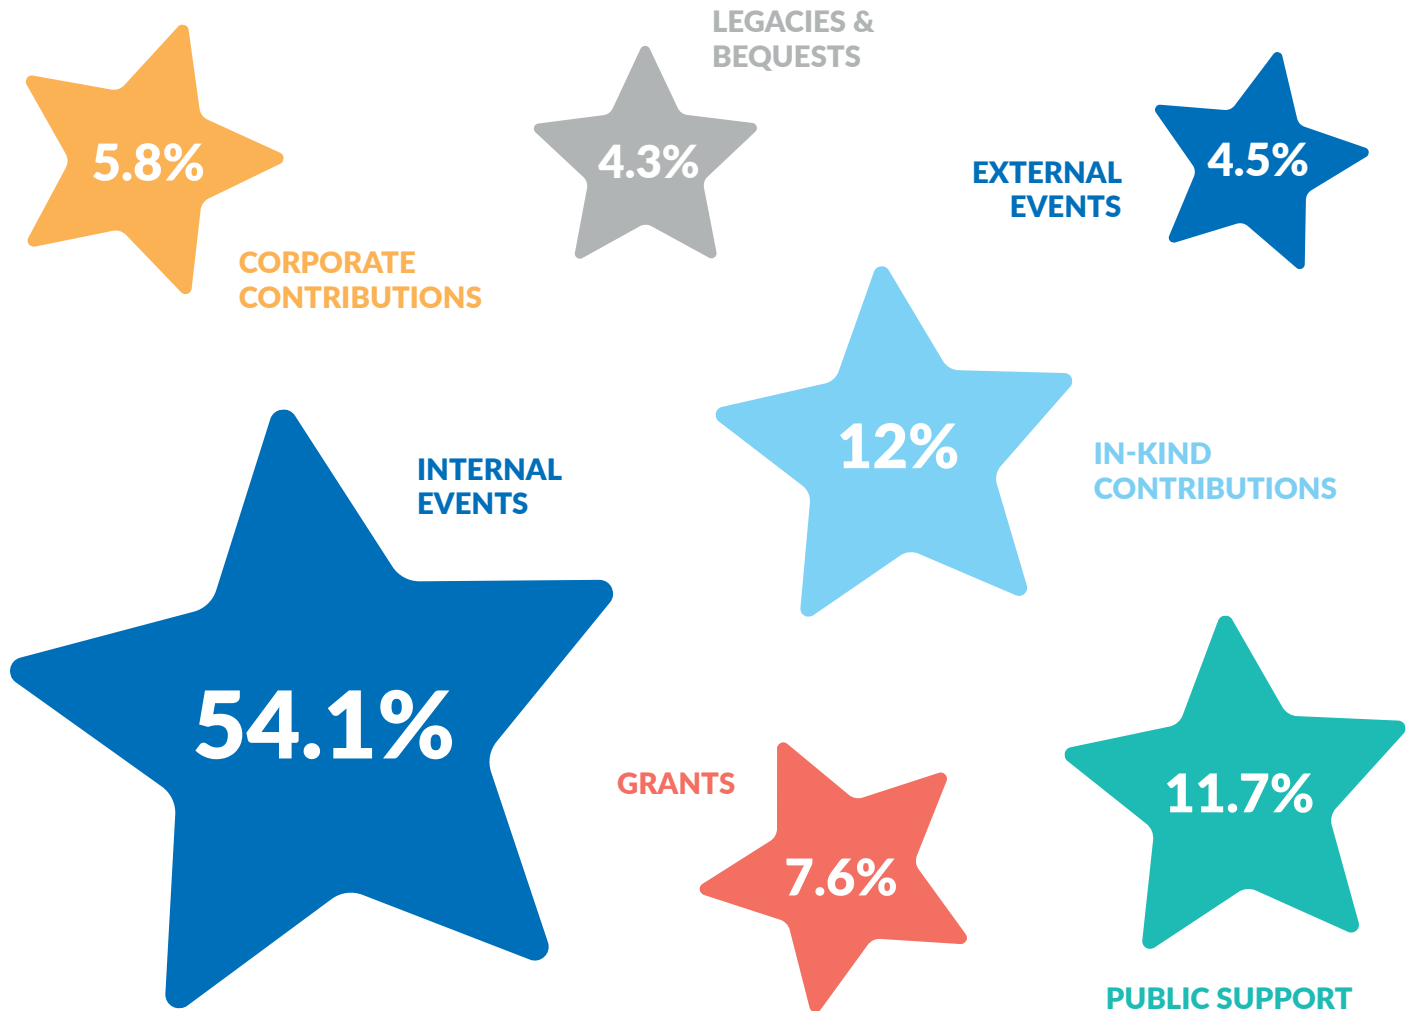 5.8%
CORPORATE
CONTRIBUTIONS
LEGACIES &
BEQUESTS
4.3%
EXTERNAL
EVENTS
4.5%
INTERNAL
EVENTS
54.1%
12%
IN-KIND
CONTRIBUTIONS
GRANTS
7.6%
11.7%
PUBLIC SUPPORT